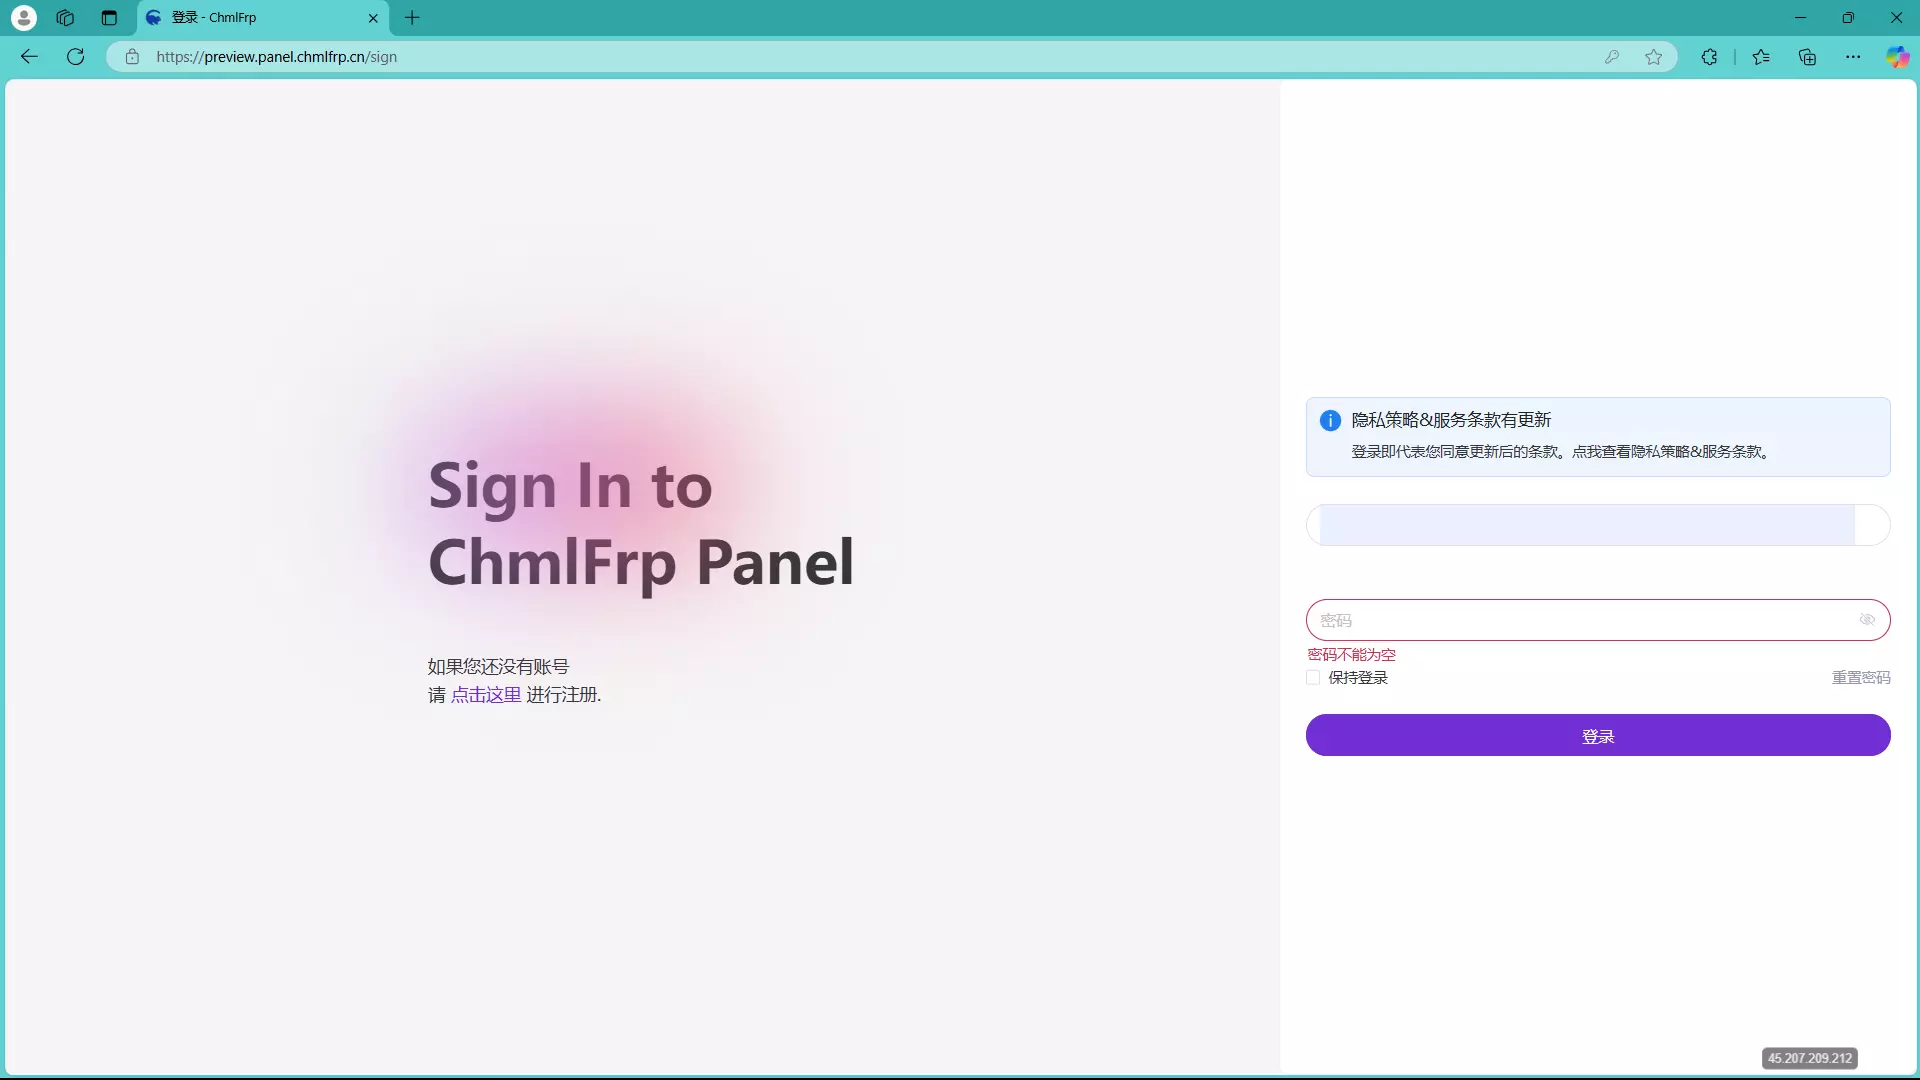 登录 - ChmlFrp
https://preview.panel.chmlfrp.cn/sign
Sign In to
ChmlFrp Panel
如果您还没有账号
请 点击这里 进行注册.
隐私策略&服务条款有更新
登录即代表您同意更新后的条款。点我查看隐私策略&服务条款。
密码
密码不能为空
保持登录
重置密码
登录
45.207.209.212